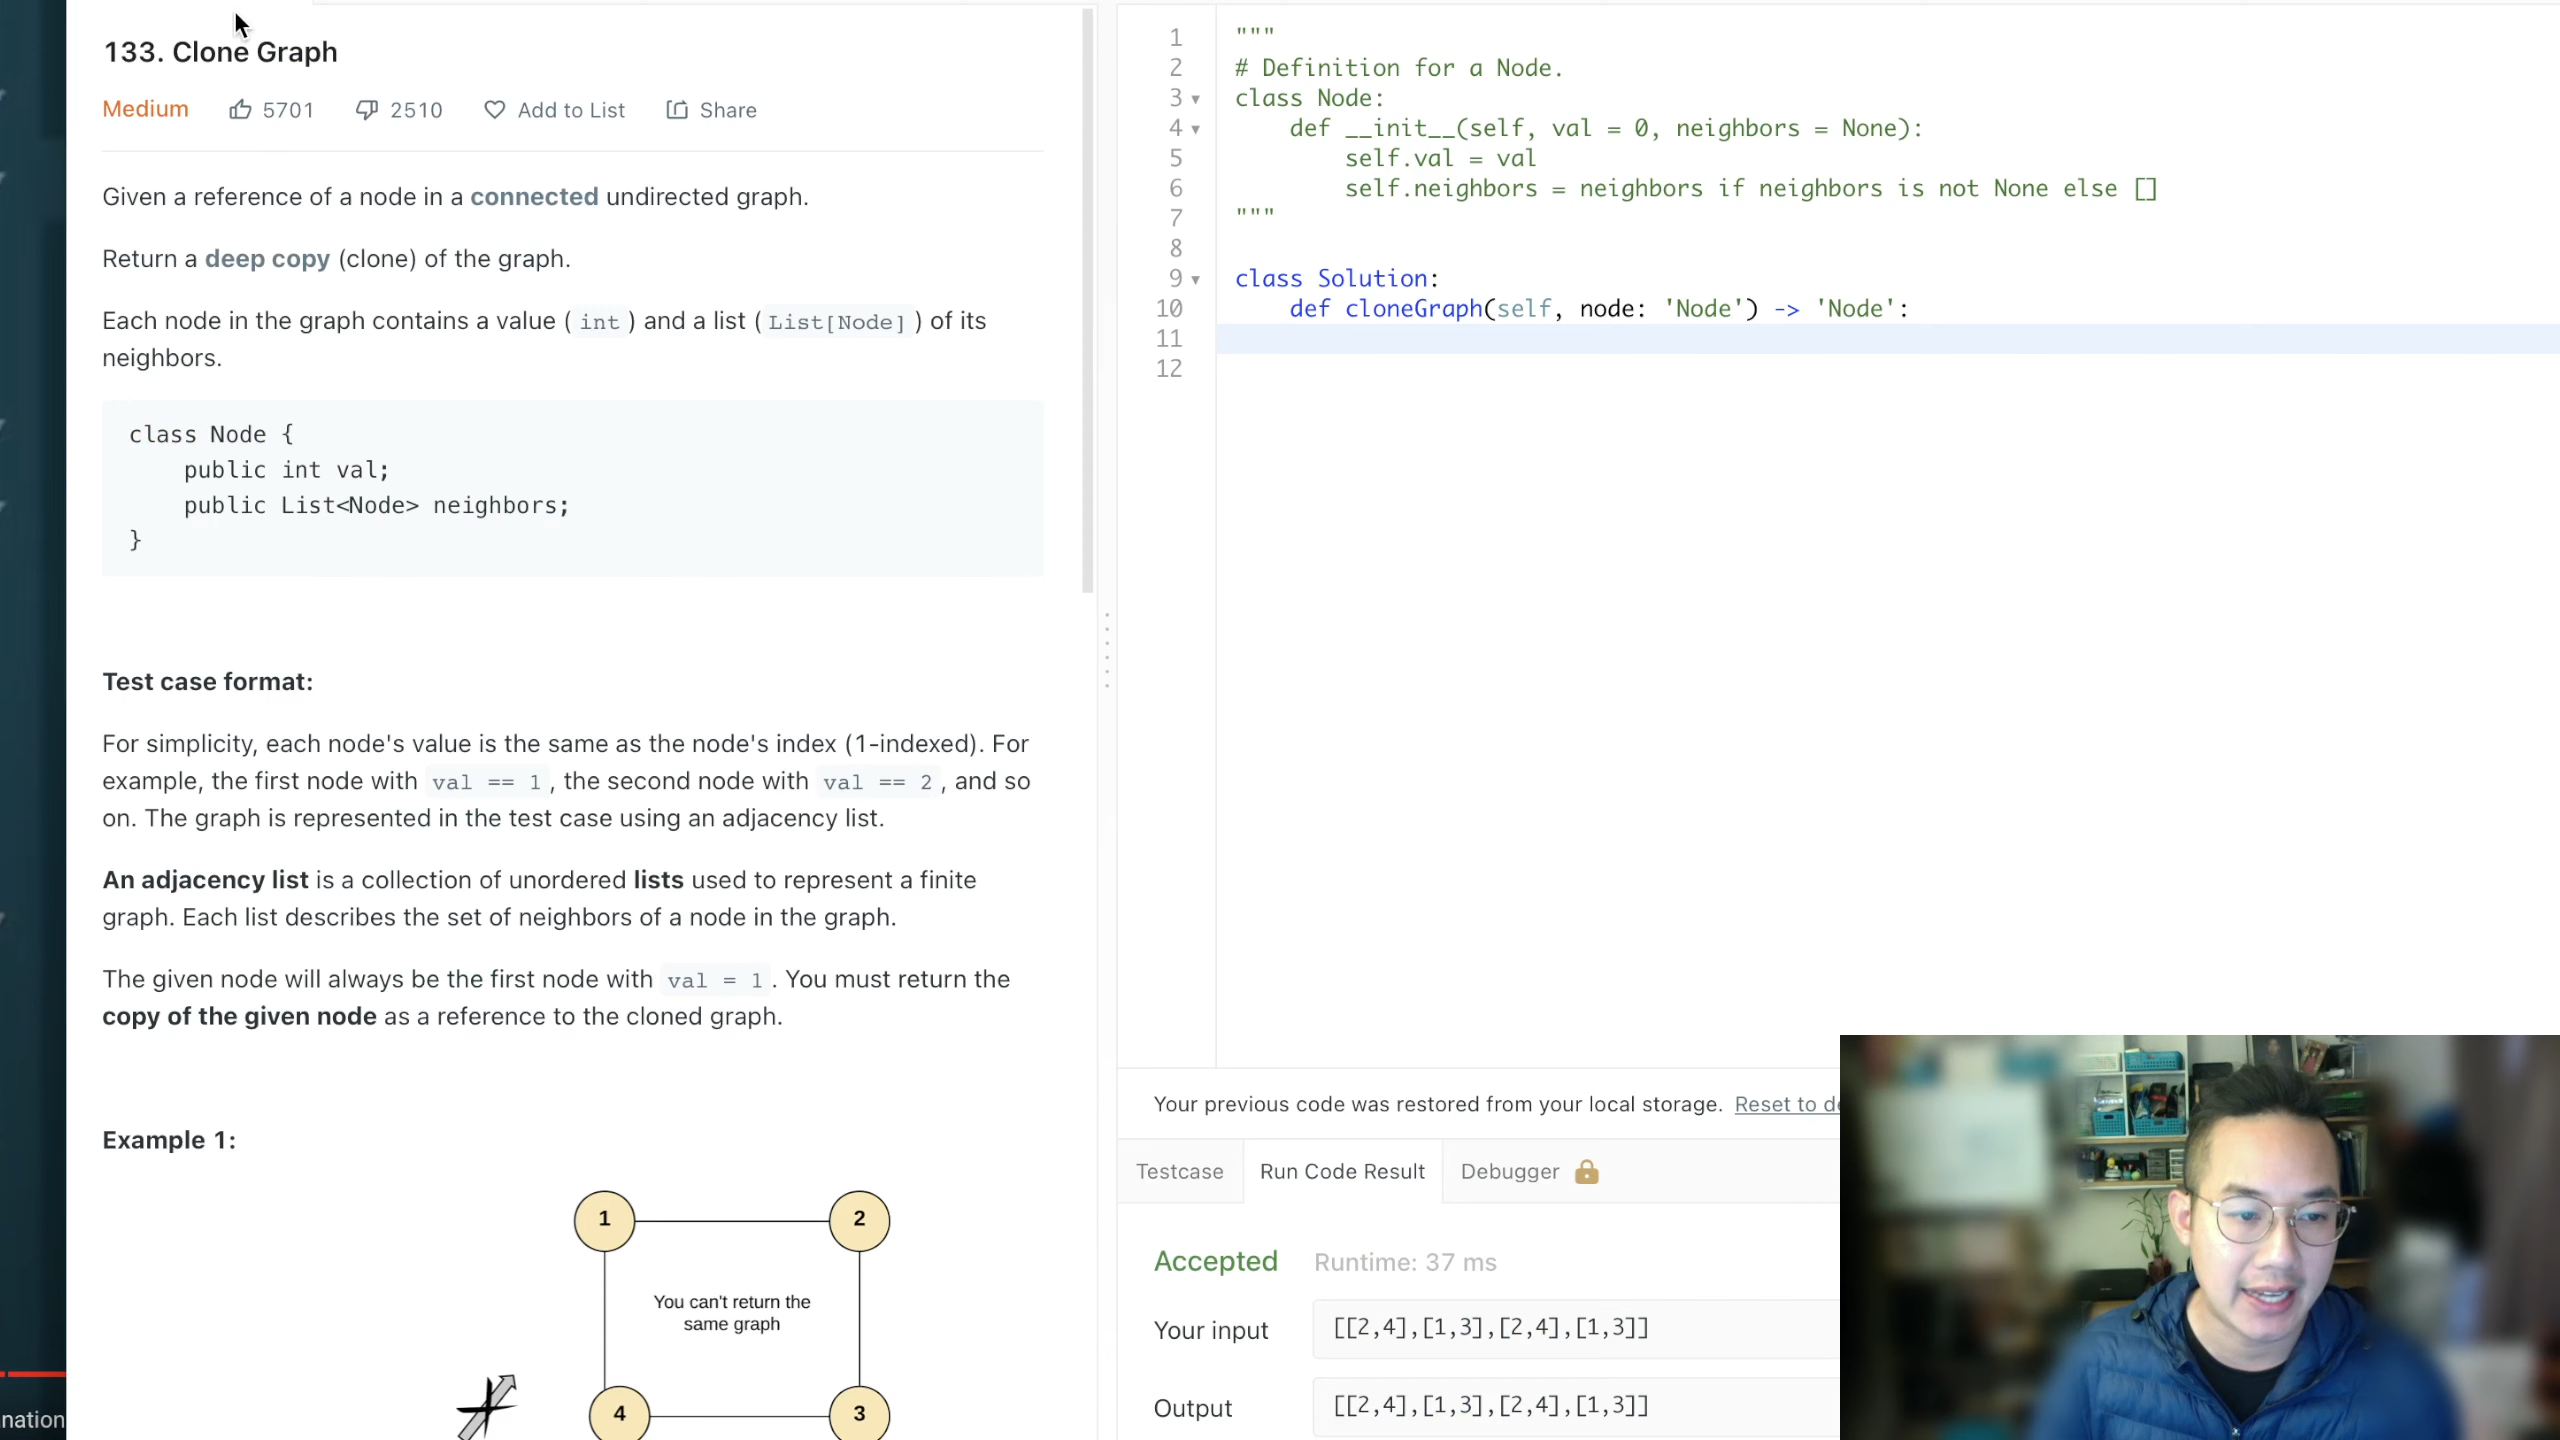 133. Clone Graph
Medium 5701 2510 Add to List Share
Given a reference of a node in a connected undirected graph.
Return a deep copy (clone) of the graph.
Each node in the graph contains a value ( int ) and a list ( List[Node] ) of its
neighbors.
class Node {
    public int val;
    public List<Node> neighbors;
}
Test case format:
For simplicity, each node's value is the same as the node's index (1-indexed). For
example, the first node with val == 1 , the second node with val == 2 , and so
on. The graph is represented in the test case using an adjacency list.
An adjacency list is a collection of unordered lists used to represent a finite
graph. Each list describes the set of neighbors of a node in the graph.
The given node will always be the first node with val = 1 . You must return the
copy of the given node as a reference to the cloned graph.
Example 1:
1 2
You can't return the
same graph
4 3
nation
1 """
2 # Definition for a Node.
3 class Node:
4     def __init__(self, val = 0, neighbors = None):
5         self.val = val
6         self.neighbors = neighbors if neighbors is not None else []
7 """
8
9 class Solution:
10     def cloneGraph(self, node: 'Node') -> 'Node':
11
12
Your previous code was restored from your local storage. Reset to de
Testcase Run Code Result Debugger
Accepted Runtime: 37 ms
Your input [[2,4],[1,3],[2,4],[1,3]]
Output [[2,4],[1,3],[2,4],[1,3]]